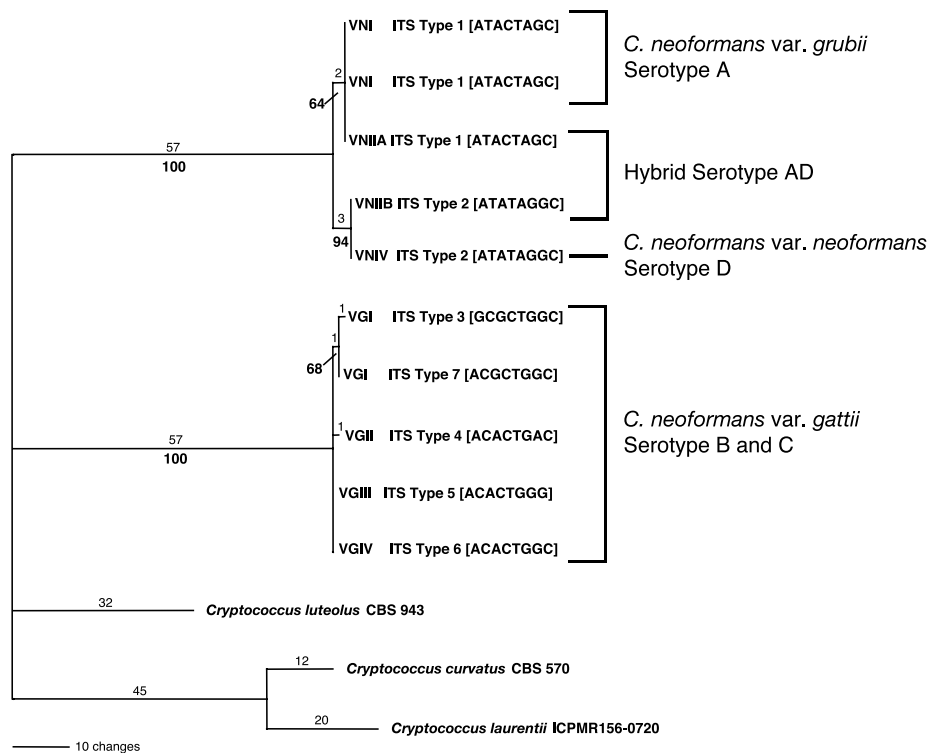 VNI ITS Type 1 [ATACTAGC]
C. neoformans var. grubii
Serotype A
2
VNI ITS Type 1 [ATACTAGC]
64
VNIIA ITS Type 1 [ATACTAGC]
57
100
Hybrid Serotype AD
VNIIB ITS Type 2 [ATATAGGC]
3
94
VNIV ITS Type 2 [ATATAGGC]
C. neoformans var. neoformans
Serotype D
1
VGI ITS Type 3 [GCGCTGGC]
1
68
VGI ITS Type 7 [ACGCTGGC]
C. neoformans var. gattii
Serotype B and C
1
VGII ITS Type 4 [ACACTGAC]
57
100
VGIII ITS Type 5 [ACACTGGG]
VGIV ITS Type 6 [ACACTGGC]
32
Cryptococcus luteolus CBS 943
12
Cryptococcus curvatus CBS 570
45
20
Cryptococcus laurentii ICPMR156-0720
10 changes